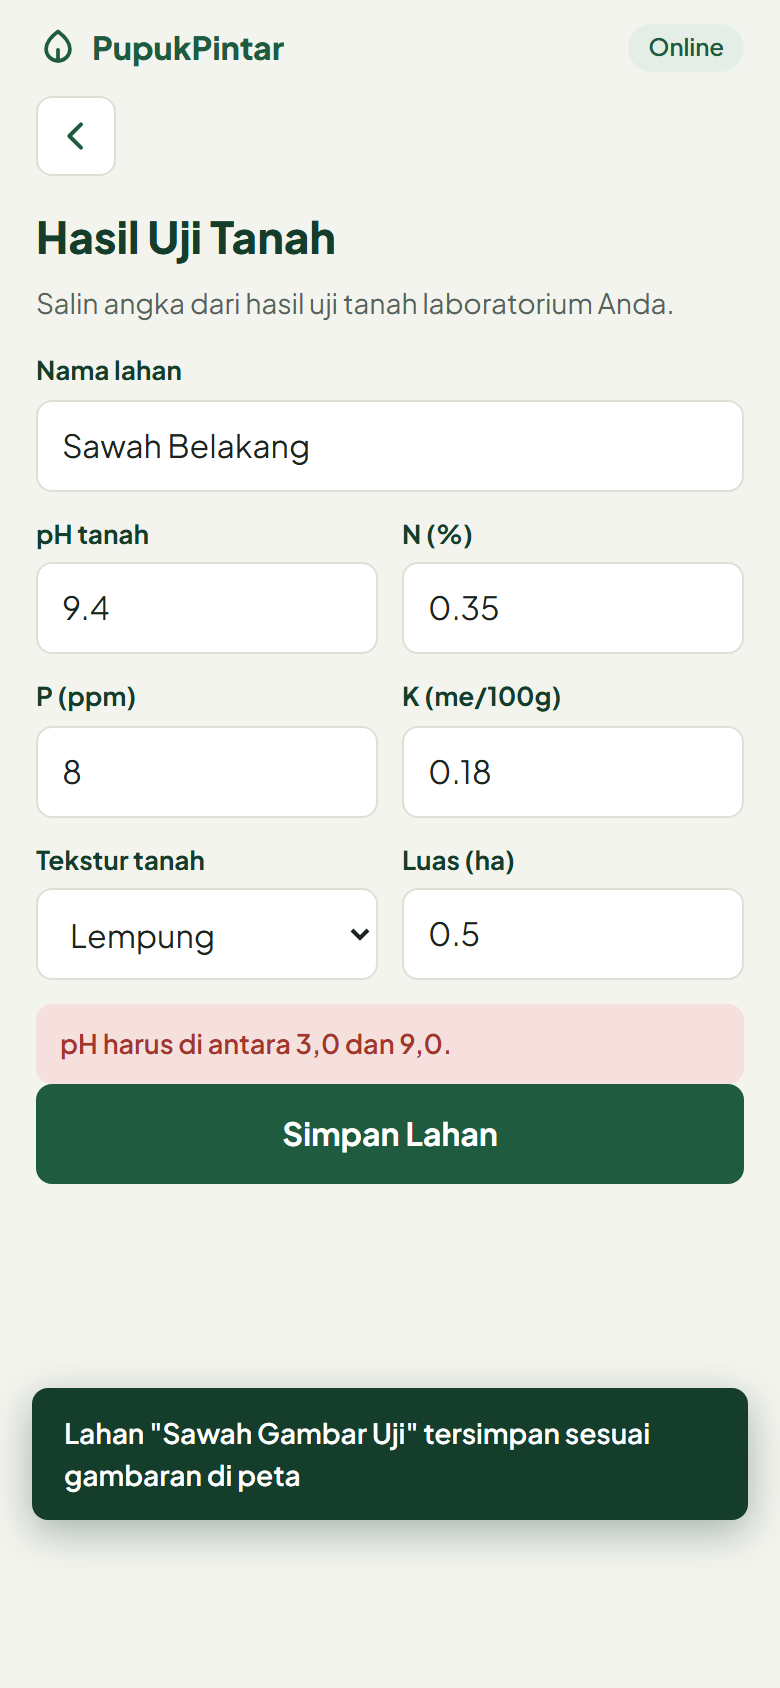 PupukPintar
Online
Hasil Uji Tanah
Salin angka dari hasil uji tanah laboratorium Anda.
Nama lahan
Sawah Belakang
pH tanah
N (%)
9.4
0.35
P (ppm)
K (me/100g)
8
0.18
Tekstur tanah
Luas (ha)
Lempung
0.5
pH harus di antara 3,0 dan 9,0.
Simpan Lahan
Lahan "Sawah Gambar Uji" tersimpan sesuai
gambaran di peta